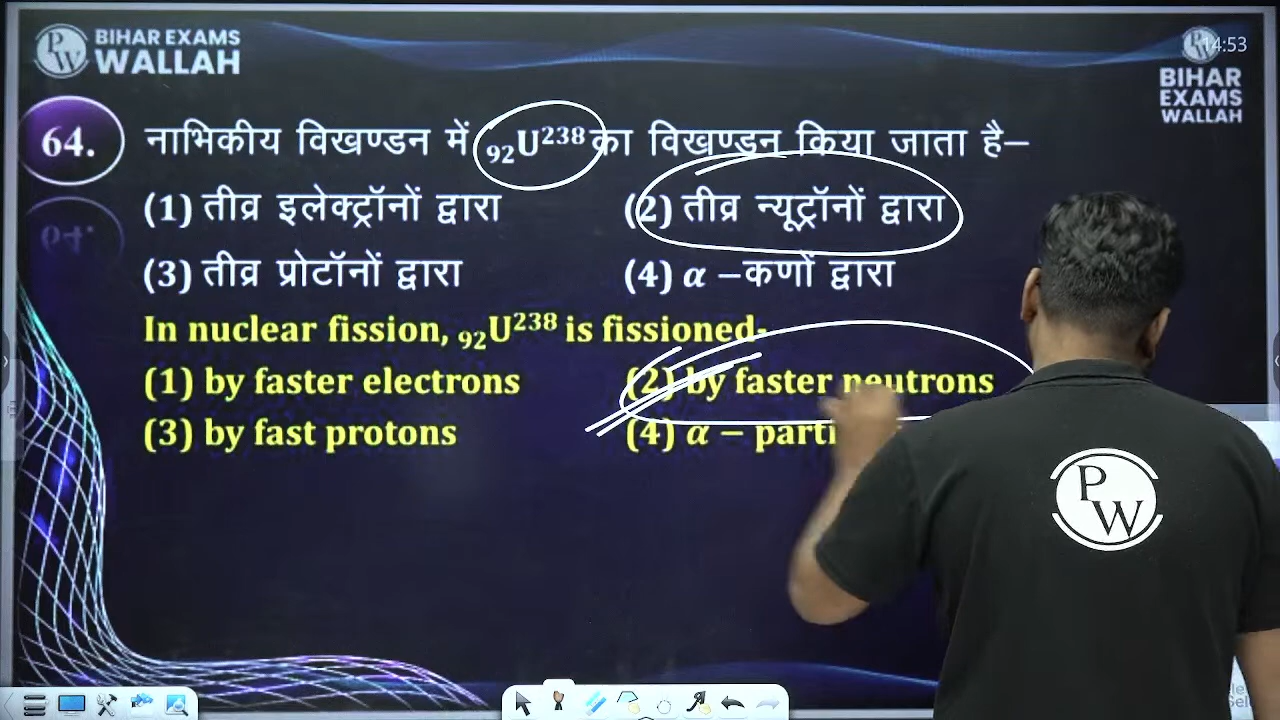 BIHAR EXAMS
WALLAH
14:53
BIHAR
EXAMS
WALLAH
64. नाभिकीय विखण्डन में ₉₂U²³⁸ का विखण्डन किया जाता है–
(1) तीव्र इलेक्ट्रॉनों द्वारा (2) तीव्र न्यूट्रॉनों द्वारा
(3) तीव्र प्रोटॉनों द्वारा (4) α –कणों द्वारा
In nuclear fission, ₉₂U²³⁸ is fissioned-
(1) by faster electrons (2) by faster neutrons
(3) by fast protons (4) α – parti
PW